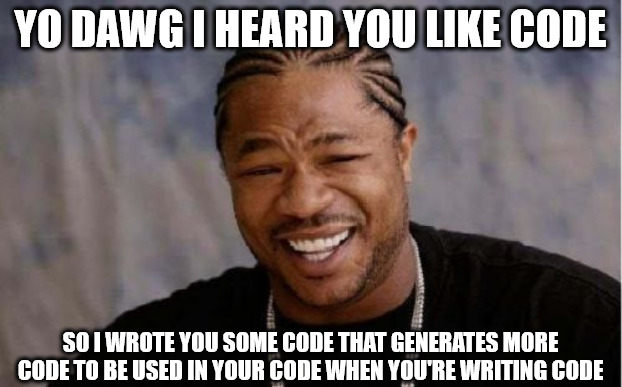 YO DAWG I HEARD YOU LIKE CODE
SO I WROTE YOU SOME CODE THAT GENERATES MORE
CODE TO BE USED IN YOUR CODE WHEN YOU'RE WRITING CODE